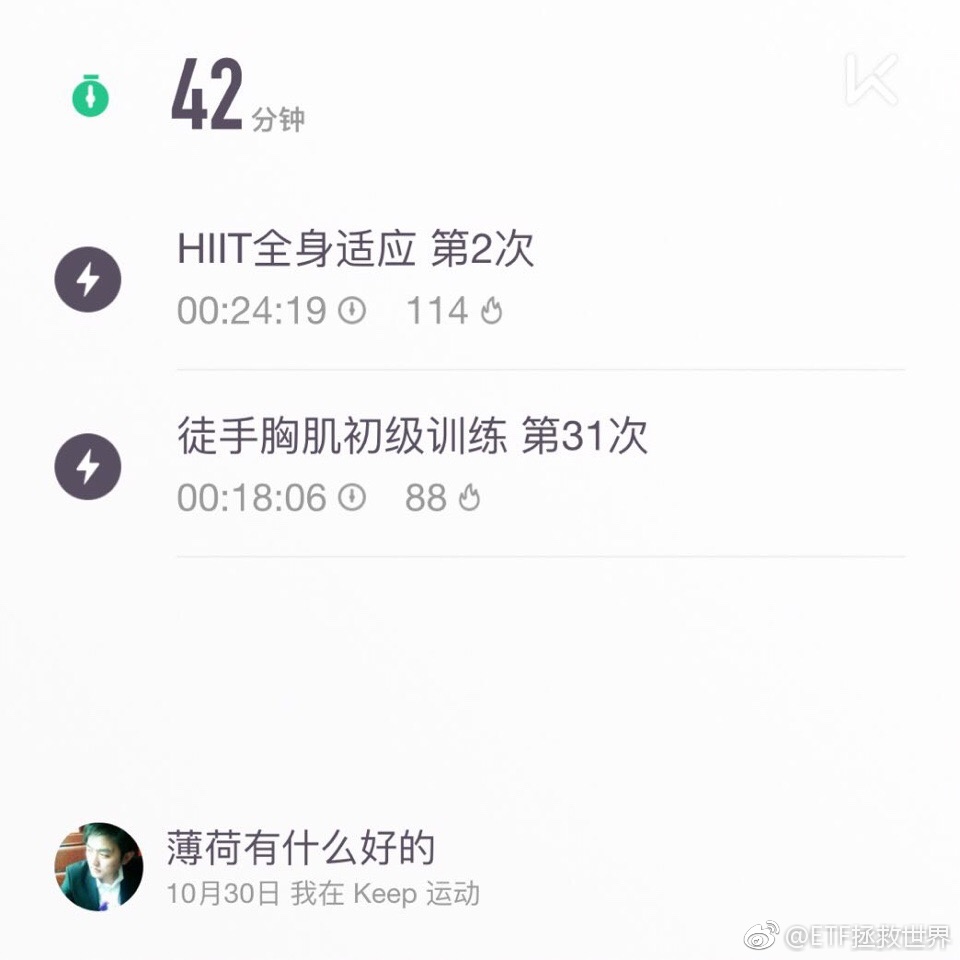 42 分钟
HIIT全身适应 第2次
00:24:19 114
徒手胸肌初级训练 第31次
00:18:06 88
薄荷有什么好的
10月30日 我在 Keep 运动
@ETF拯救世界